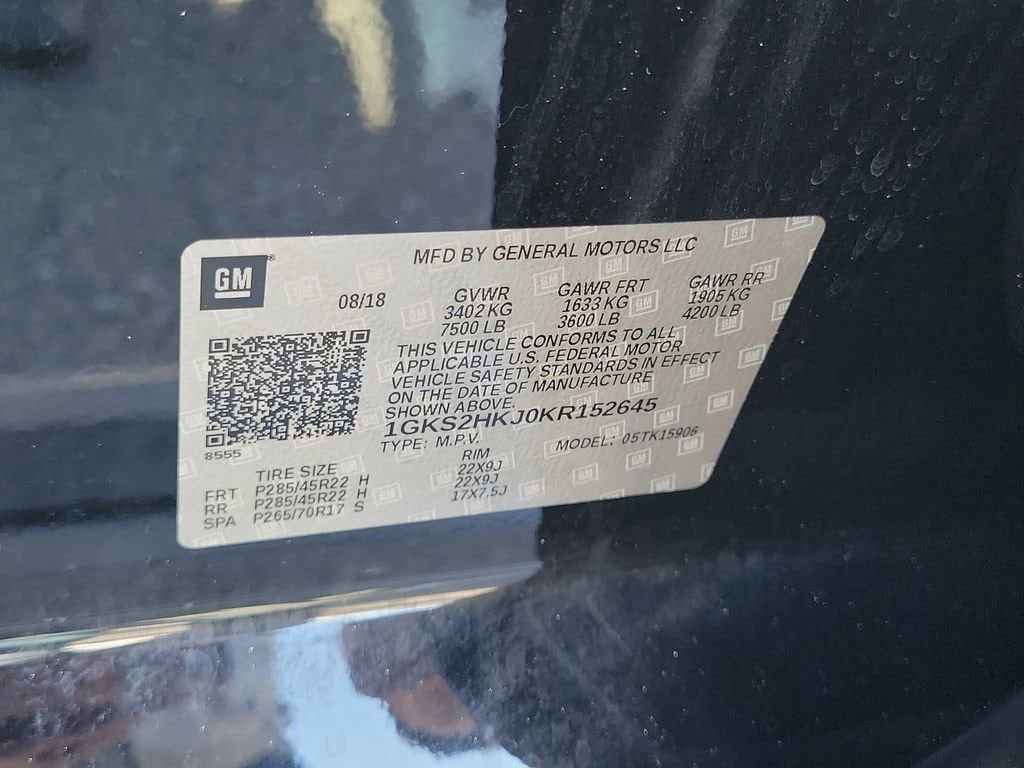 MFD BY GENERAL MOTORS LLC
GM®
08/18
GVWR GAWR FRT GAWR RR
3402 KG 1633 KG 1905 KG
7500 LB 3600 LB 4200 LB
THIS VEHICLE CONFORMS TO ALL
APPLICABLE U.S. FEDERAL MOTOR
VEHICLE SAFETY STANDARDS IN EFFECT
ON THE DATE OF MANUFACTURE
SHOWN ABOVE.
1GKS2HKJ0KR152645
TYPE: M.P.V. MODEL: 05TK15906
8555
TIRE SIZE RIM
FRT P285/45R22 H 22X9J
RR P285/45R22 H 22X9J
SPA P265/70R17 S 17X7.5J